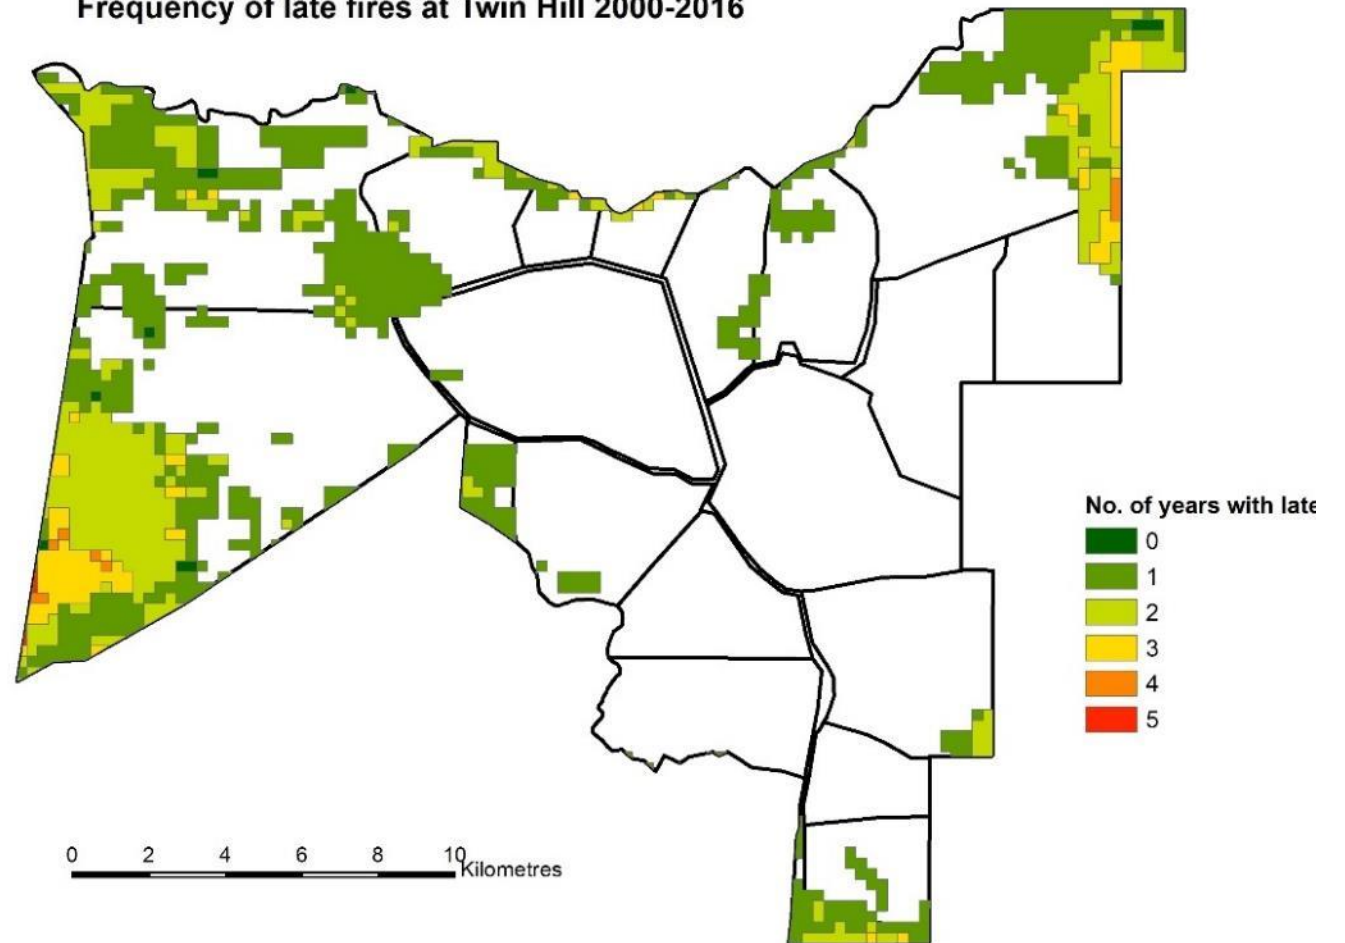 Frequency of late fires at Twin Hill 2000-2016
No. of years with late
0
1
2
3
4
5
0 2 4 6 8 10
Kilometres